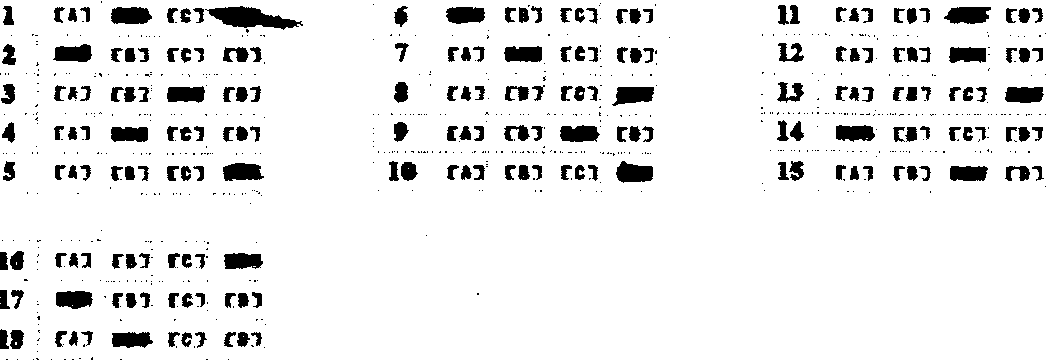 1 [A] [C] 6 [B] [C] [D] 11 [A] [B] [D]
2 [B] [C] [D] 7 [A] [C] [D] 12 [A] [B] [D]
3 [A] [B] [D] 8 [A] [B] [C] 13 [A] [B] [C]
4 [A] [C] [D] 9 [A] [B] [D] 14 [B] [C] [D]
5 [A] [B] [C] 10 [A] [B] [C] 15 [A] [B] [D]
16 [A] [B] [C]
17 [B] [C] [D]
18 [A] [C] [D]